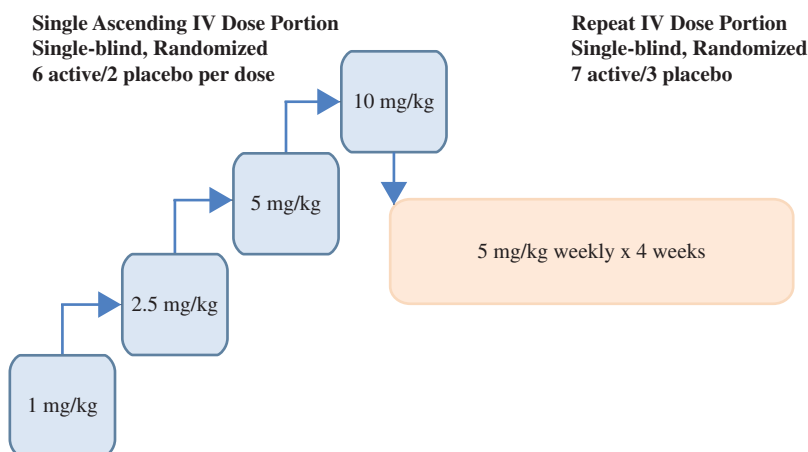 Single Ascending IV Dose Portion
Single-blind, Randomized
6 active/2 placebo per dose
Repeat IV Dose Portion
Single-blind, Randomized
7 active/3 placebo
10 mg/kg
5 mg/kg
5 mg/kg weekly x 4 weeks
2.5 mg/kg
1 mg/kg